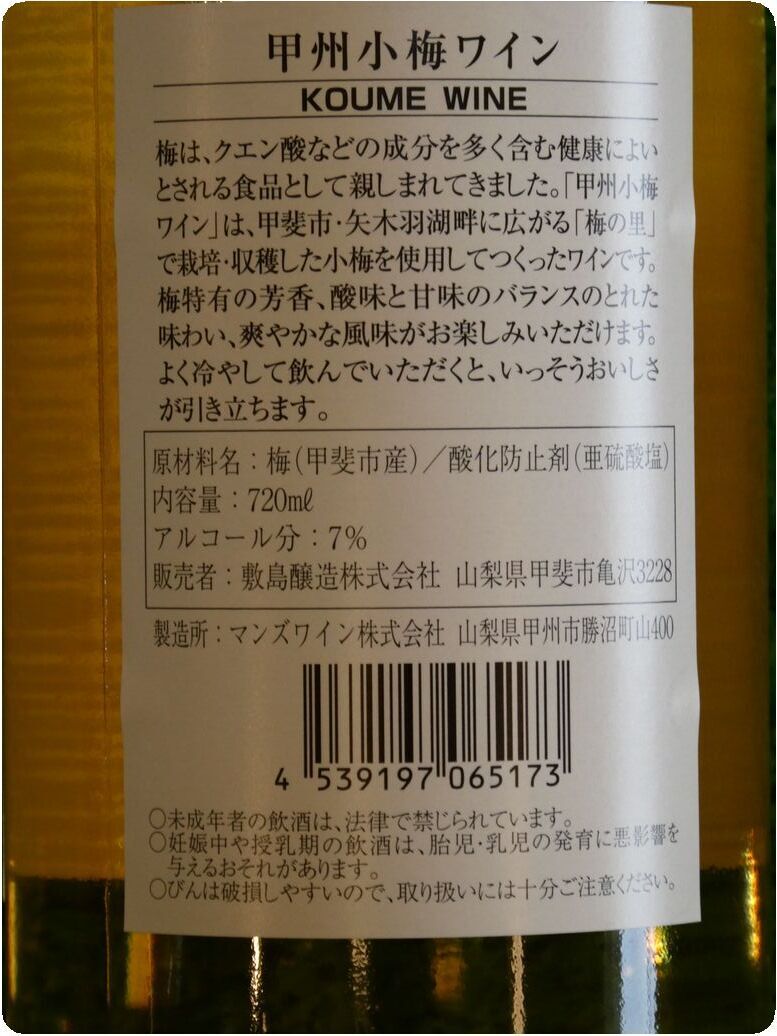 甲州小梅ワイン
KOUME WINE
梅は、クエン酸などの成分を多く含む健康によい
とされる食品として親しまれてきました。「甲州小梅
ワイン」は、甲斐市・矢木羽湖畔に広がる「梅の里」
で栽培・収穫した小梅を使用してつくったワインです。
梅特有の芳香、酸味と甘味のバランスのとれた
味わい、爽やかな風味がお楽しみいただけます。
よく冷やして飲んでいただくと、いっそうおいしさ
が引き立ちます。
原材料名：梅(甲斐市産)／酸化防止剤(亜硫酸塩)
内容量：720mℓ
アルコール分：7%
販売者：敷島醸造株式会社 山梨県甲斐市亀沢3228
製造所：マンズワイン株式会社 山梨県甲州市勝沼町山400
4 539197 065173
○未成年者の飲酒は、法律で禁じられています。
○妊娠中や授乳期の飲酒は、胎児・乳児の発育に悪影響を
与えるおそれがあります。
○びんは破損しやすいので、取り扱いには十分ご注意ください。